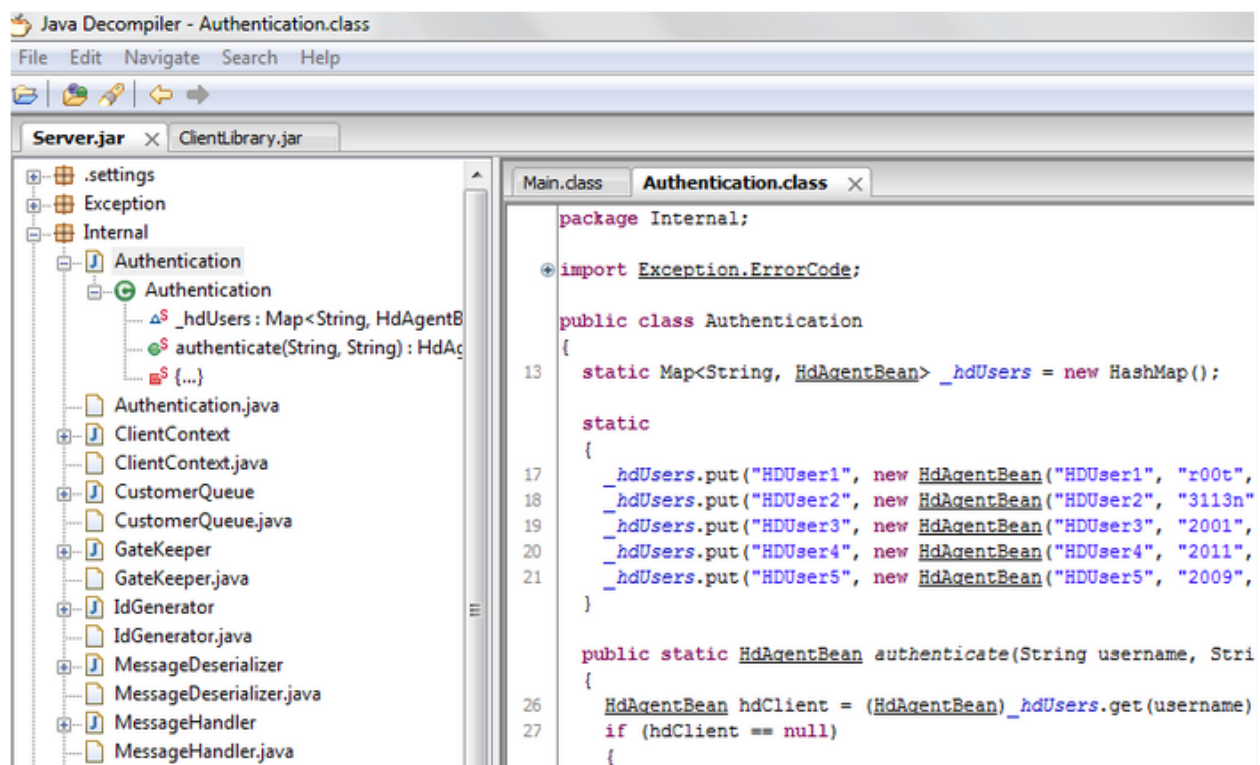 Java Decompiler - Authentication.class
File Edit Navigate Search Help
Server.jar ClientLibrary.jar
.settings
Exception
Internal
Authentication
Authentication
_hdUsers : Map<String, HdAgentB
authenticate(String, String) : HdAg
{...}
Authentication.java
ClientContext
ClientContext.java
CustomerQueue
CustomerQueue.java
GateKeeper
GateKeeper.java
IdGenerator
IdGenerator.java
MessageDeserializer
MessageDeserializer.java
MessageHandler
MessageHandler.java
Main.class Authentication.class
package Internal;
import Exception.ErrorCode;
public class Authentication
{
13 static Map<String, HdAgentBean> _hdUsers = new HashMap();
static
{
17 _hdUsers.put("HDUser1", new HdAgentBean("HDUser1", "r00t",
18 _hdUsers.put("HDUser2", new HdAgentBean("HDUser2", "3113n"
19 _hdUsers.put("HDUser3", new HdAgentBean("HDUser3", "2001",
20 _hdUsers.put("HDUser4", new HdAgentBean("HDUser4", "2011",
21 _hdUsers.put("HDUser5", new HdAgentBean("HDUser5", "2009",
}
public static HdAgentBean authenticate(String username, Stri
{
26 HdAgentBean hdClient = (HdAgentBean)_hdUsers.get(username)
27 if (hdClient == null)
{